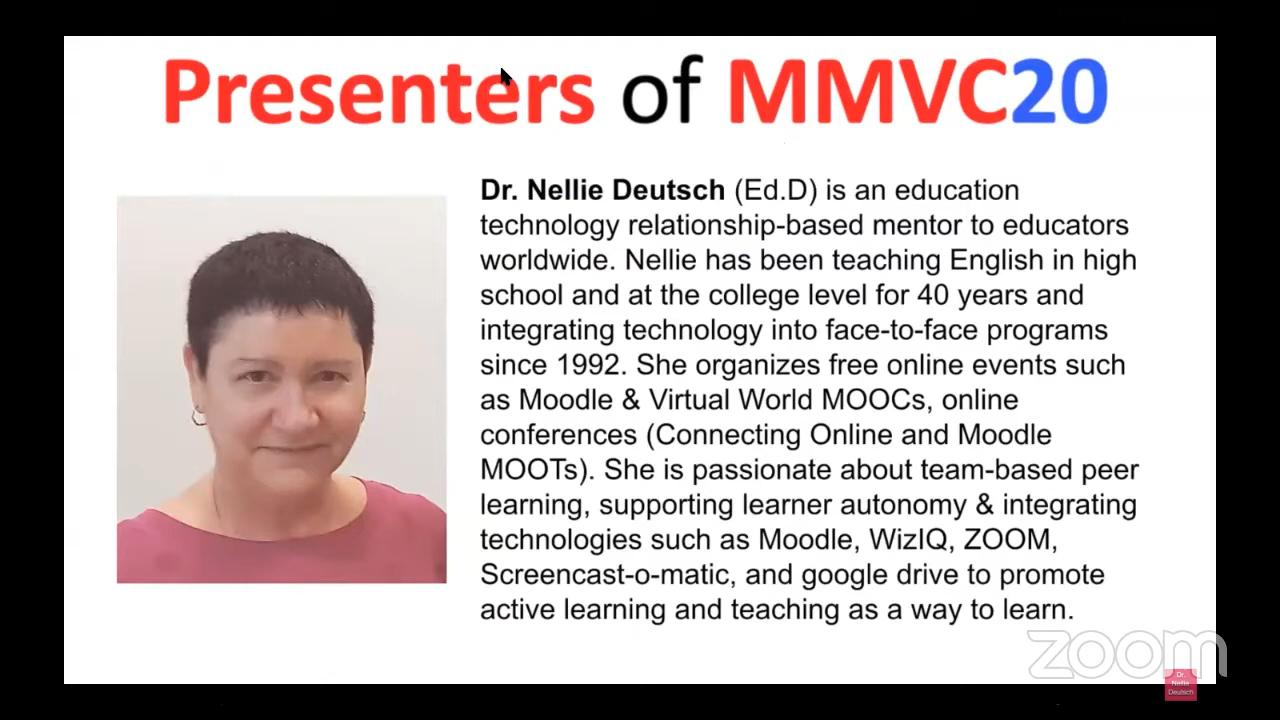 Presenters of MMVC20
Dr. Nellie Deutsch (Ed.D) is an education
technology relationship-based mentor to educators
worldwide. Nellie has been teaching English in high
school and at the college level for 40 years and
integrating technology into face-to-face programs
since 1992. She organizes free online events such
as Moodle & Virtual World MOOCs, online
conferences (Connecting Online and Moodle
MOOTs). She is passionate about team-based peer
learning, supporting learner autonomy & integrating
technologies such as Moodle, WizIQ, ZOOM,
Screencast-o-matic, and google drive to promote
active learning and teaching as a way to learn.
zoom
Dr.
Nellie
Deutsch